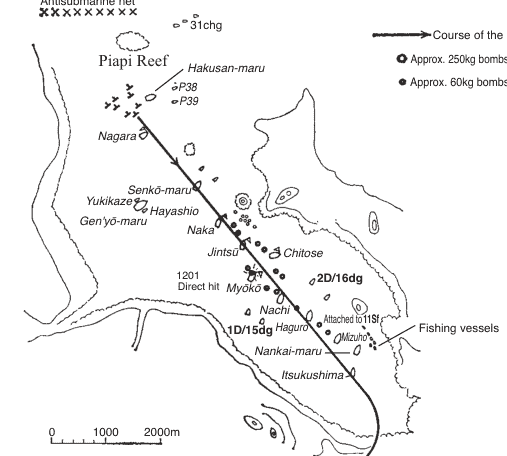 Antisubmarine net
31chg
Course of the
Piapi Reef
Approx. 250kg bombs
Hakusan-maru
Approx. 60kg bombs
P38
P39
Nagara
Senkō-maru
Yukikaze
Hayashio
Gen'yō-maru
Naka
Jintsū
Chitose
1201
Direct hit
Myōkō
2D/16dg
Nachi
Attached to 11Sf
1D/15dg
Haguro
Fishing vessels
Mizuho
Nankai-maru
Itsukushima
0 1000 2000m